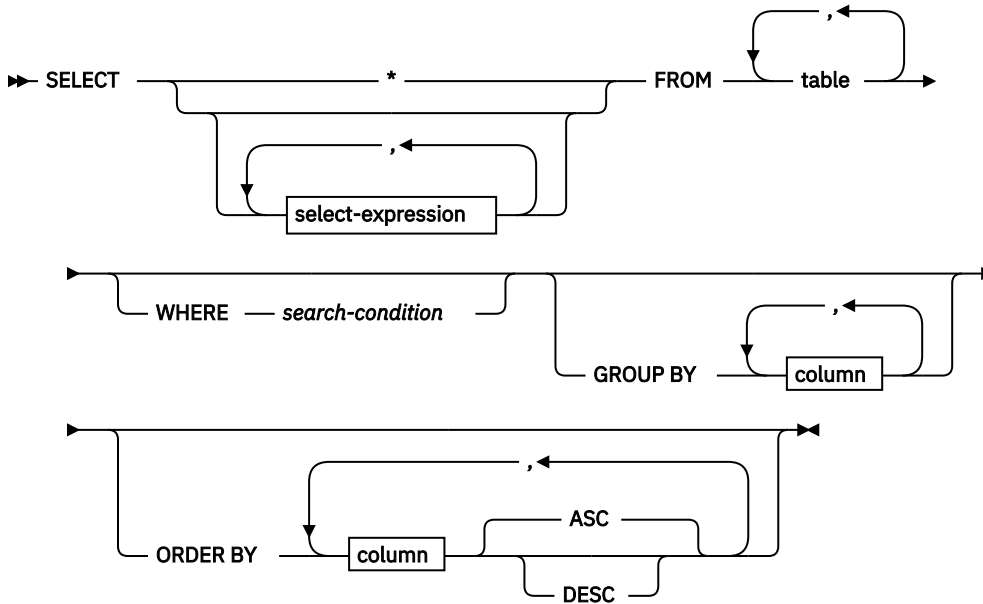 ,
SELECT * FROM table
,
select-expression
WHERE search-condition
,
GROUP BY column
,
ASC
ORDER BY column
DESC